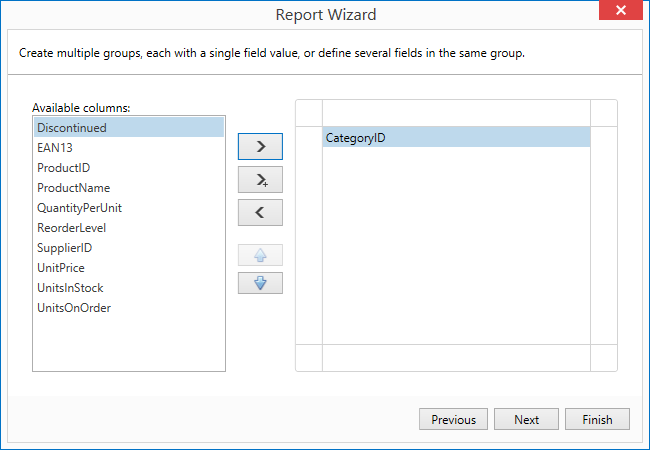 Report Wizard
Create multiple groups, each with a single field value, or define several fields in the same group.
Available columns:
Discontinued
EAN13
ProductID
ProductName
QuantityPerUnit
ReorderLevel
SupplierID
UnitPrice
UnitsInStock
UnitsOnOrder
CategoryID
Previous
Next
Finish